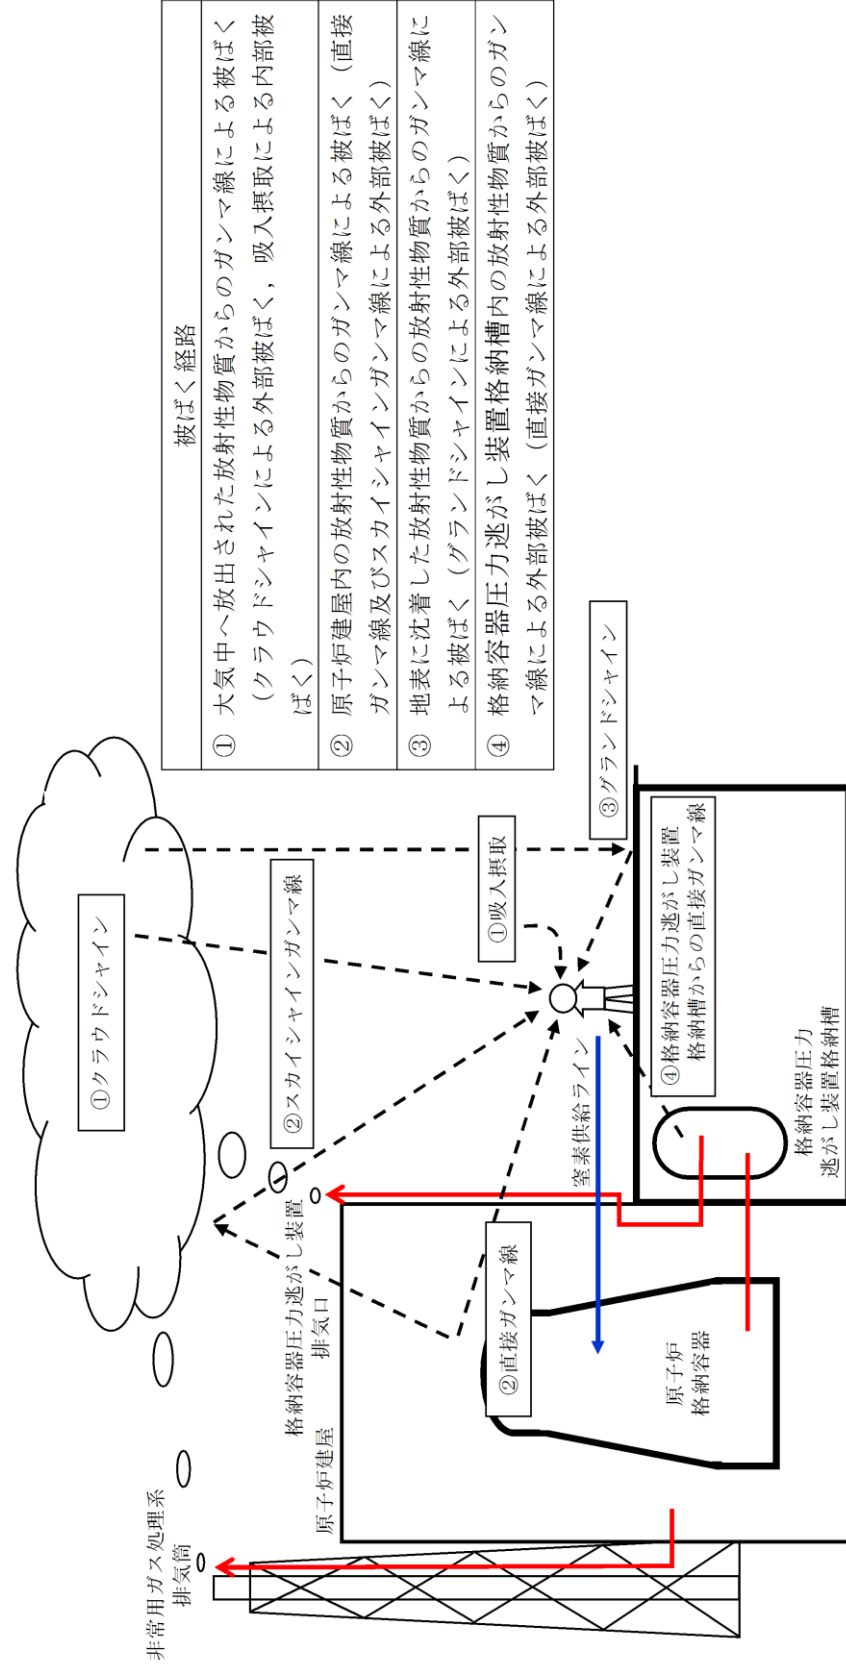 被ばく経路
① 大気中へ放出された放射性物質からのガンマ線による被ばく
（クラウドシャインによる外部被ばく，吸入摂取による内部被
ばく）
② 原子炉建屋内の放射性物質からのガンマ線による被ばく（直接
ガンマ線及びスカイシャインガンマ線による外部被ばく）
③ 地表に沈着した放射性物質からの放射性物質からのガンマ線に
よる被ばく（グランドシャインによる外部被ばく）
④ 格納容器圧力逃がし装置格納槽内の放射性物質からのガン
マ線による外部被ばく（直接ガンマ線による外部被ばく）
非常用ガス処理系
排気筒
原子炉建屋
格納容器圧力逃がし装置
排気口
①クラウドシャイン
②スカイシャインガンマ線
①吸入摂取
③グランドシャイン
②直接ガンマ線
窒素供給ライン
④格納容器圧力逃がし装置
格納槽からの直接ガンマ線
原子炉
格納容器
格納容器圧力
逃がし装置格納槽